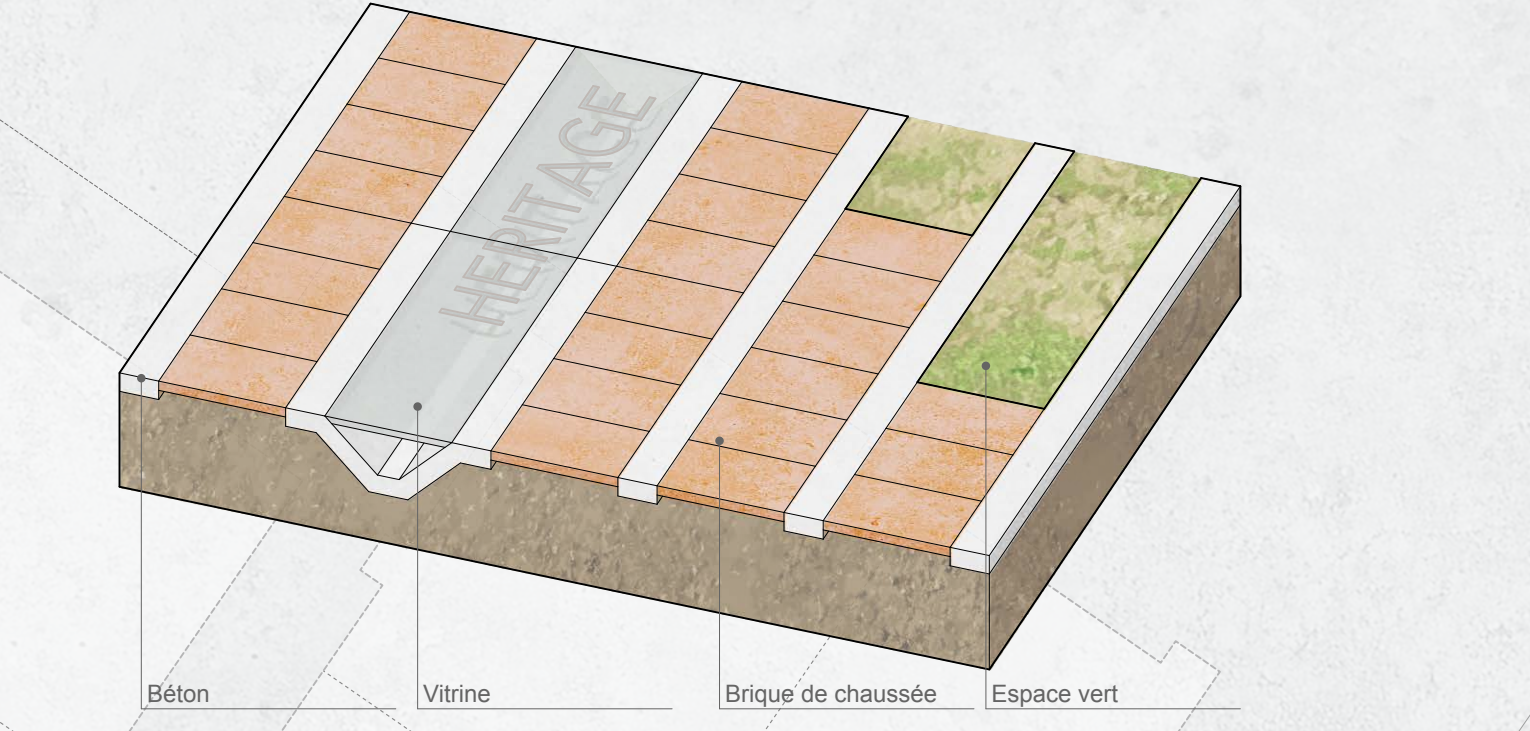 HERITAGE
Béton
Vitrine
Brique de chaussée
Espace vert